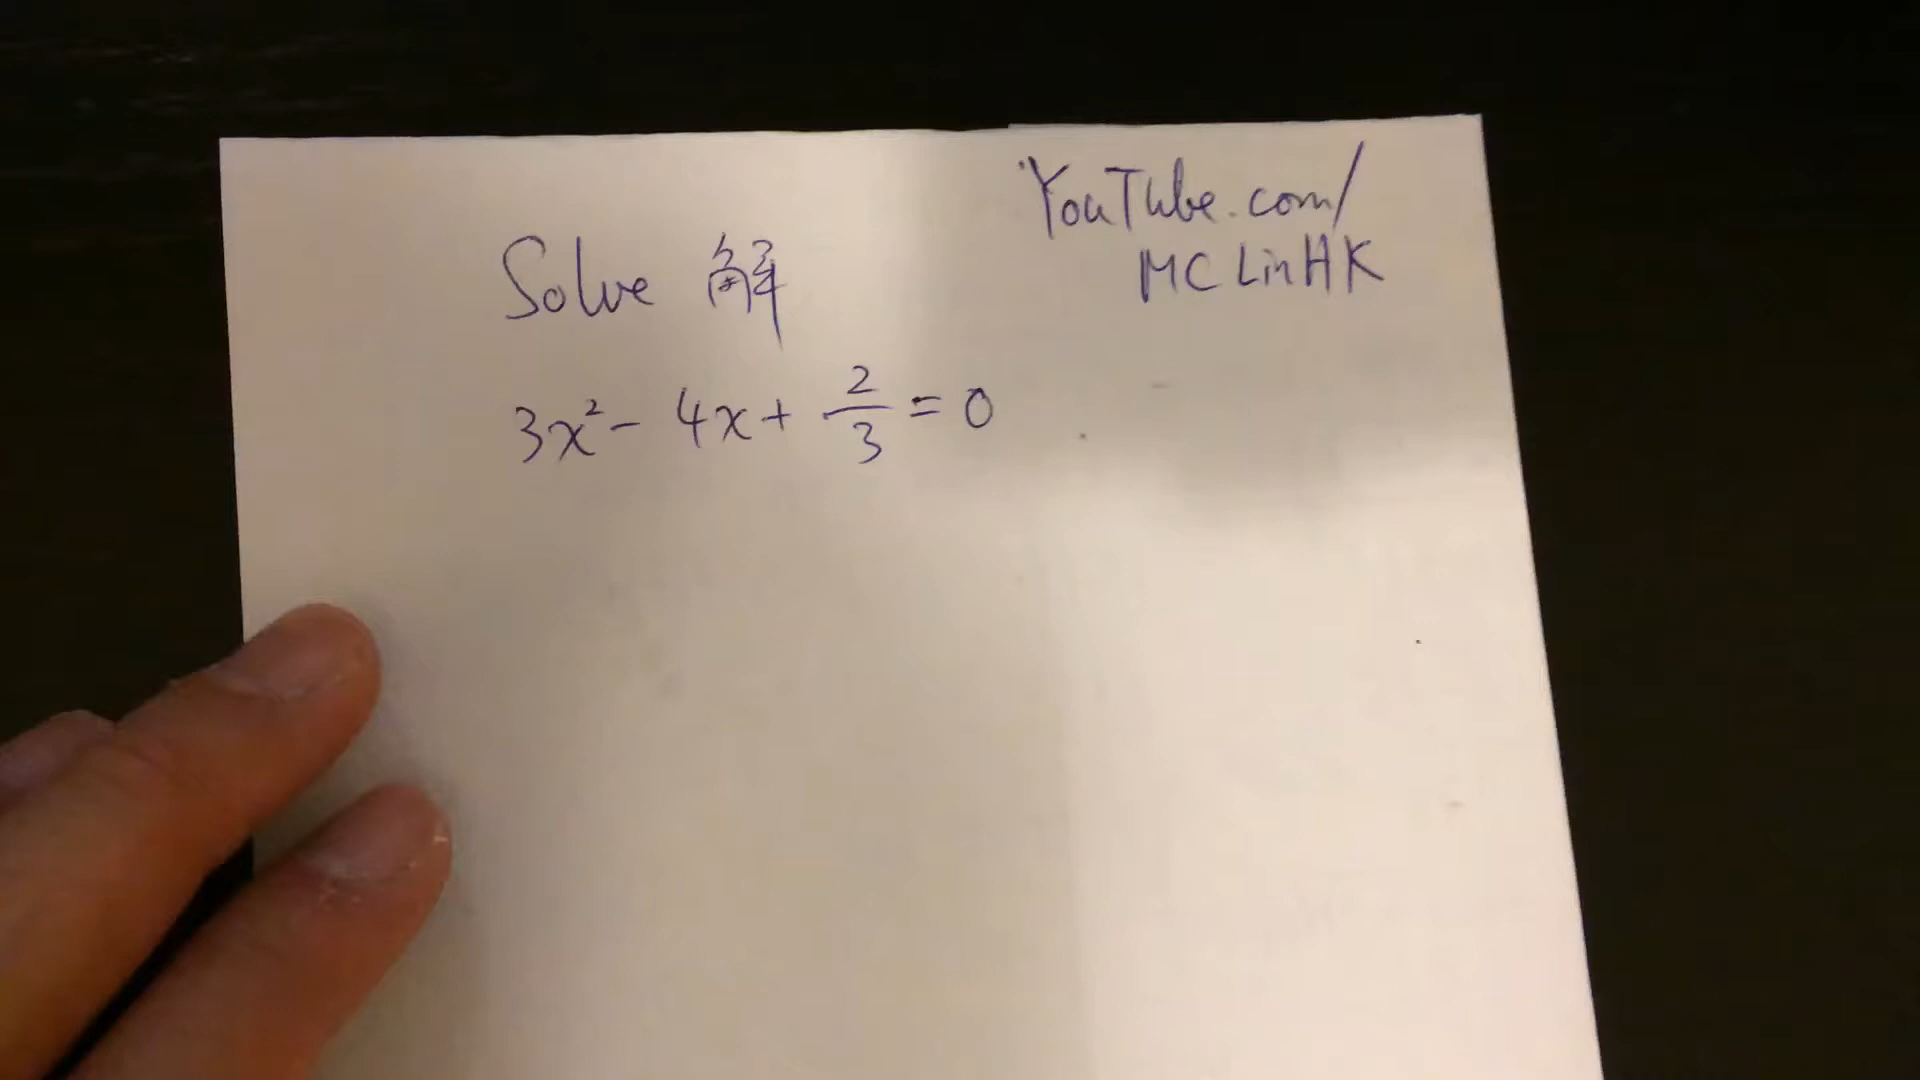 YouTube.com/
MCLinHK
Solve 解
3x² - 4x + 2/3 = 0